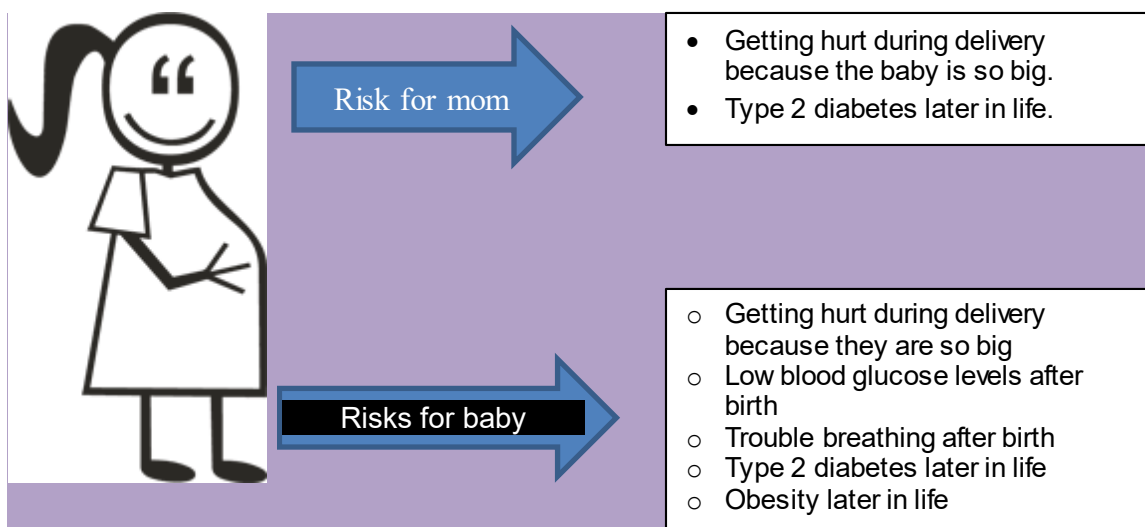 Risk for mom
• Getting hurt during delivery
because the baby is so big.
• Type 2 diabetes later in life.
Risks for baby
o Getting hurt during delivery
because they are so big
o Low blood glucose levels after
birth
o Trouble breathing after birth
o Type 2 diabetes later in life
o Obesity later in life